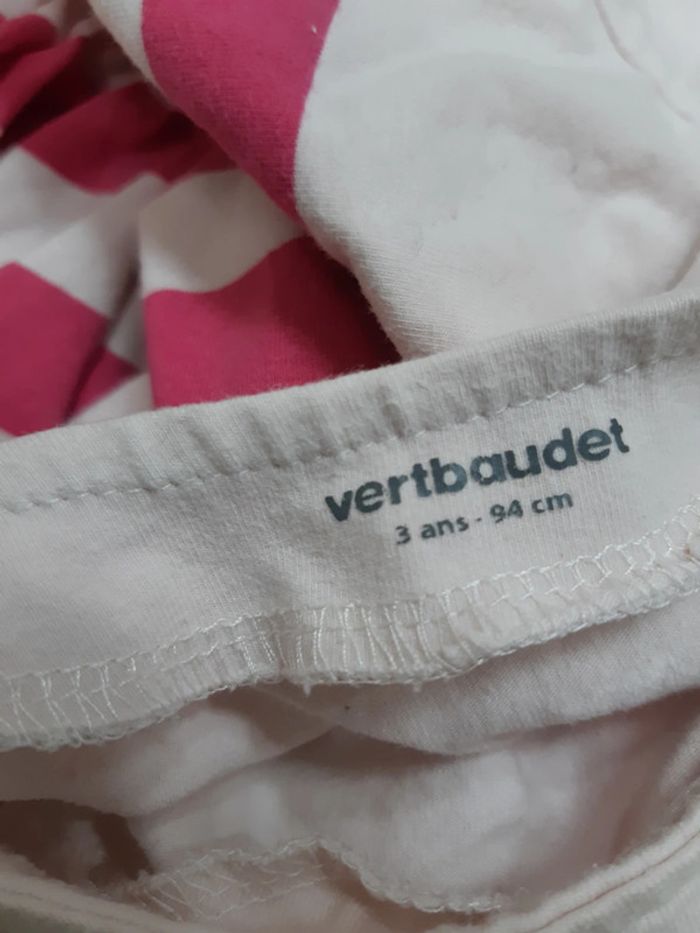 vertbaudet
3 ans - 94 cm